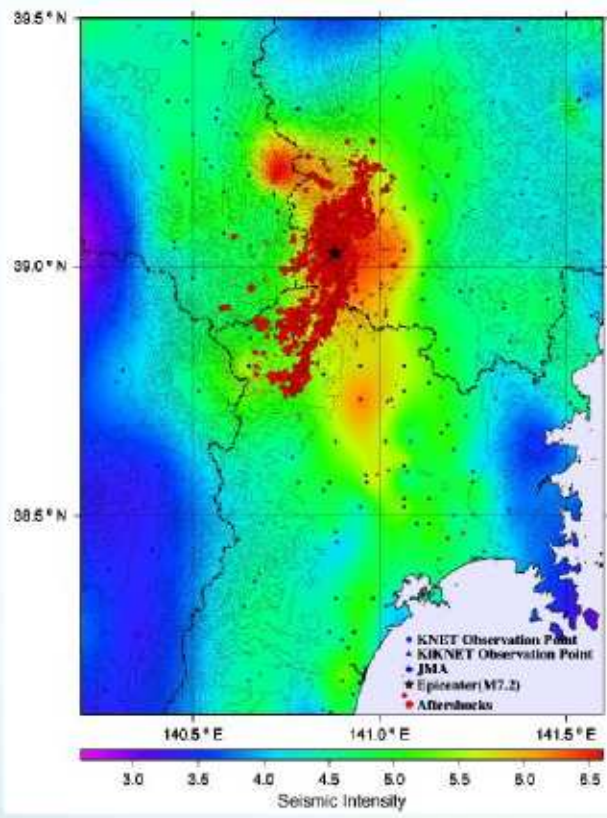 39.5° N
39.0° N
38.5° N
KNET Observation Point
KIKNET Observation Point
JMA
Epicenter(M7.2)
Aftershocks
140.5° E 141.0° E 141.5° E
3.0 3.5 4.0 4.5 5.0 5.5 6.0 6.5
Seismic Intensity